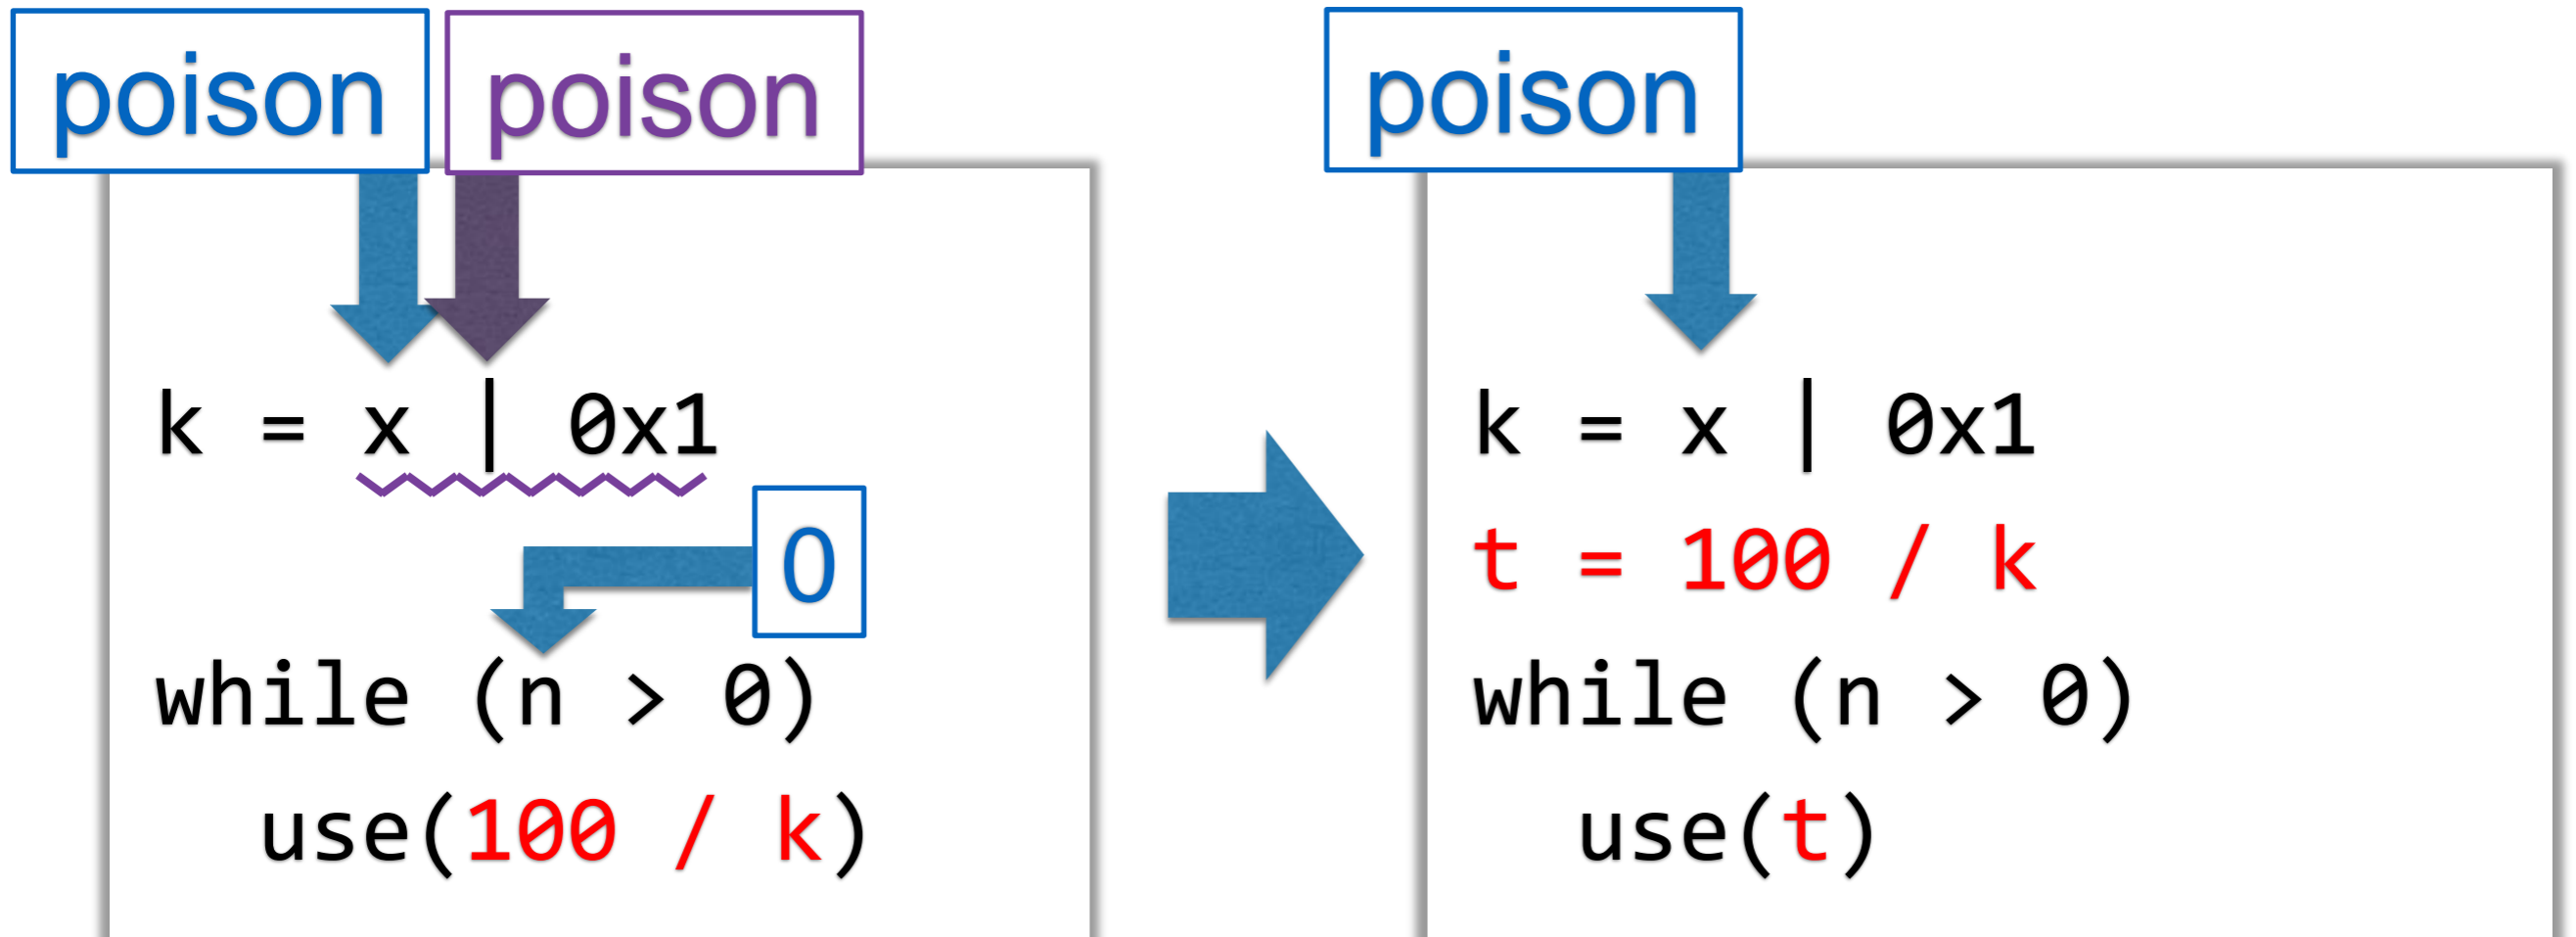 poison poison
k = x | 0x1
0
while (n > 0)
use(100 / k)
poison
k = x | 0x1
t = 100 / k
while (n > 0)
use(t)